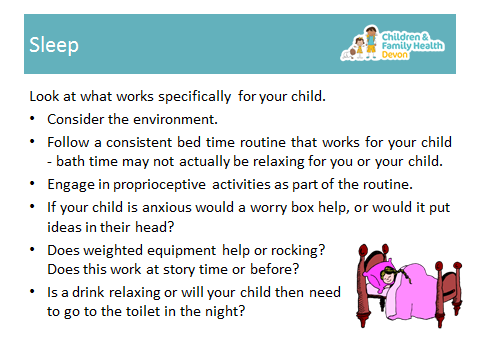 Sleep
Children &
Family Health
Devon
Look at what works specifically for your child.
• Consider the environment.
• Follow a consistent bed time routine that works for your child
- bath time may not actually be relaxing for you or your child.
• Engage in proprioceptive activities as part of the routine.
• If your child is anxious would a worry box help, or would it put
ideas in their head?
• Does weighted equipment help or rocking?
Does this work at story time or before?
• Is a drink relaxing or will your child then need
to go to the toilet in the night?